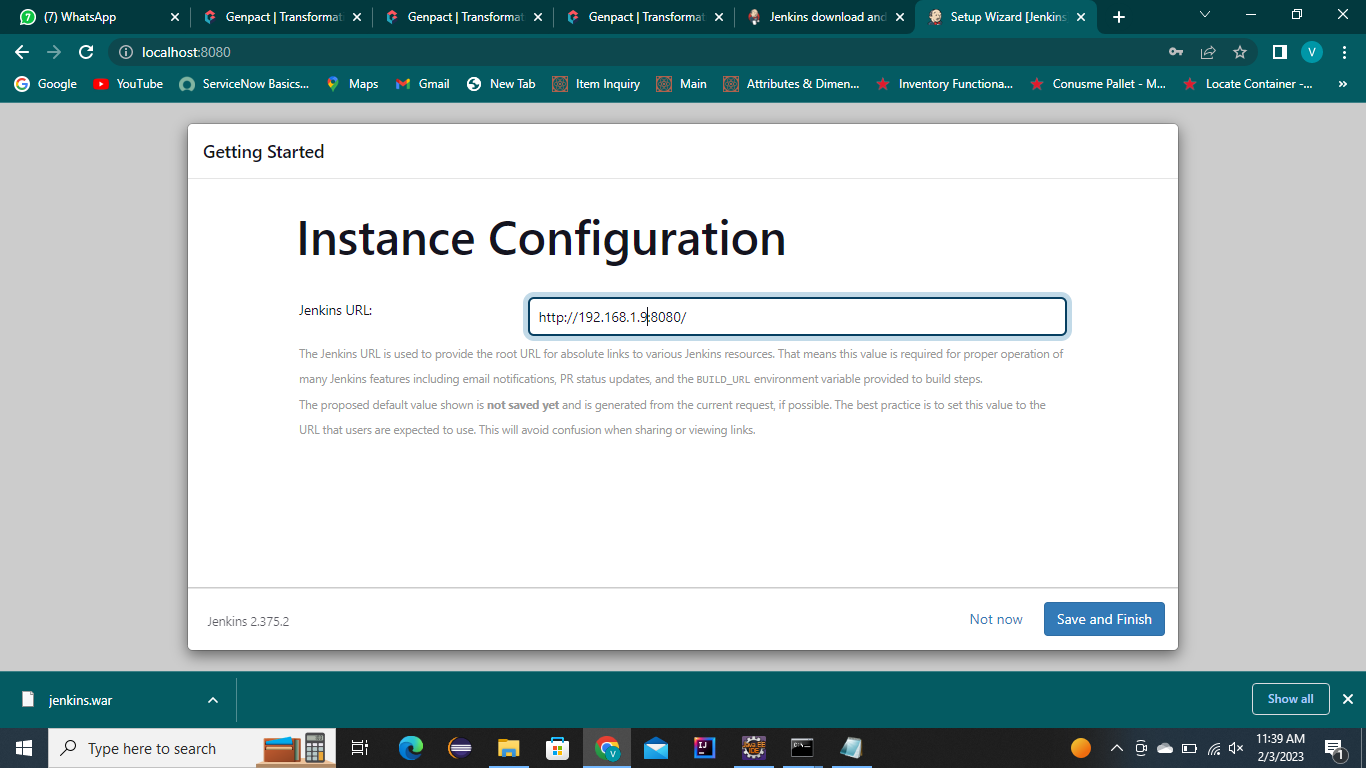 7
(7) WhatsApp
Genpact | Transformat
Genpact | Transformat
Genpact | Transformat
Jenkins download and
Setup Wizard [Jenkins
localhost:8080
V
Google
YouTube
ServiceNow Basics...
Maps
Gmail
New Tab
Item Inquiry
Main
Attributes & Dimen...
Inventory Functiona...
Conusme Pallet - M...
Locate Container -...
»
Getting Started
Instance Configuration
Jenkins URL:
http://192.168.1.9:8080/
The Jenkins URL is used to provide the root URL for absolute links to various Jenkins resources. That means this value is required for proper operation of
many Jenkins features including email notifications, PR status updates, and the BUILD_URL environment variable provided to build steps.
The proposed default value shown is not saved yet and is generated from the current request, if possible. The best practice is to set this value to the
URL that users are expected to use. This will avoid confusion when sharing or viewing links.
Jenkins 2.375.2
Not now
Save and Finish
jenkins.war
Show all
Type here to search
V
IJ
11:39 AM
2/3/2023
1